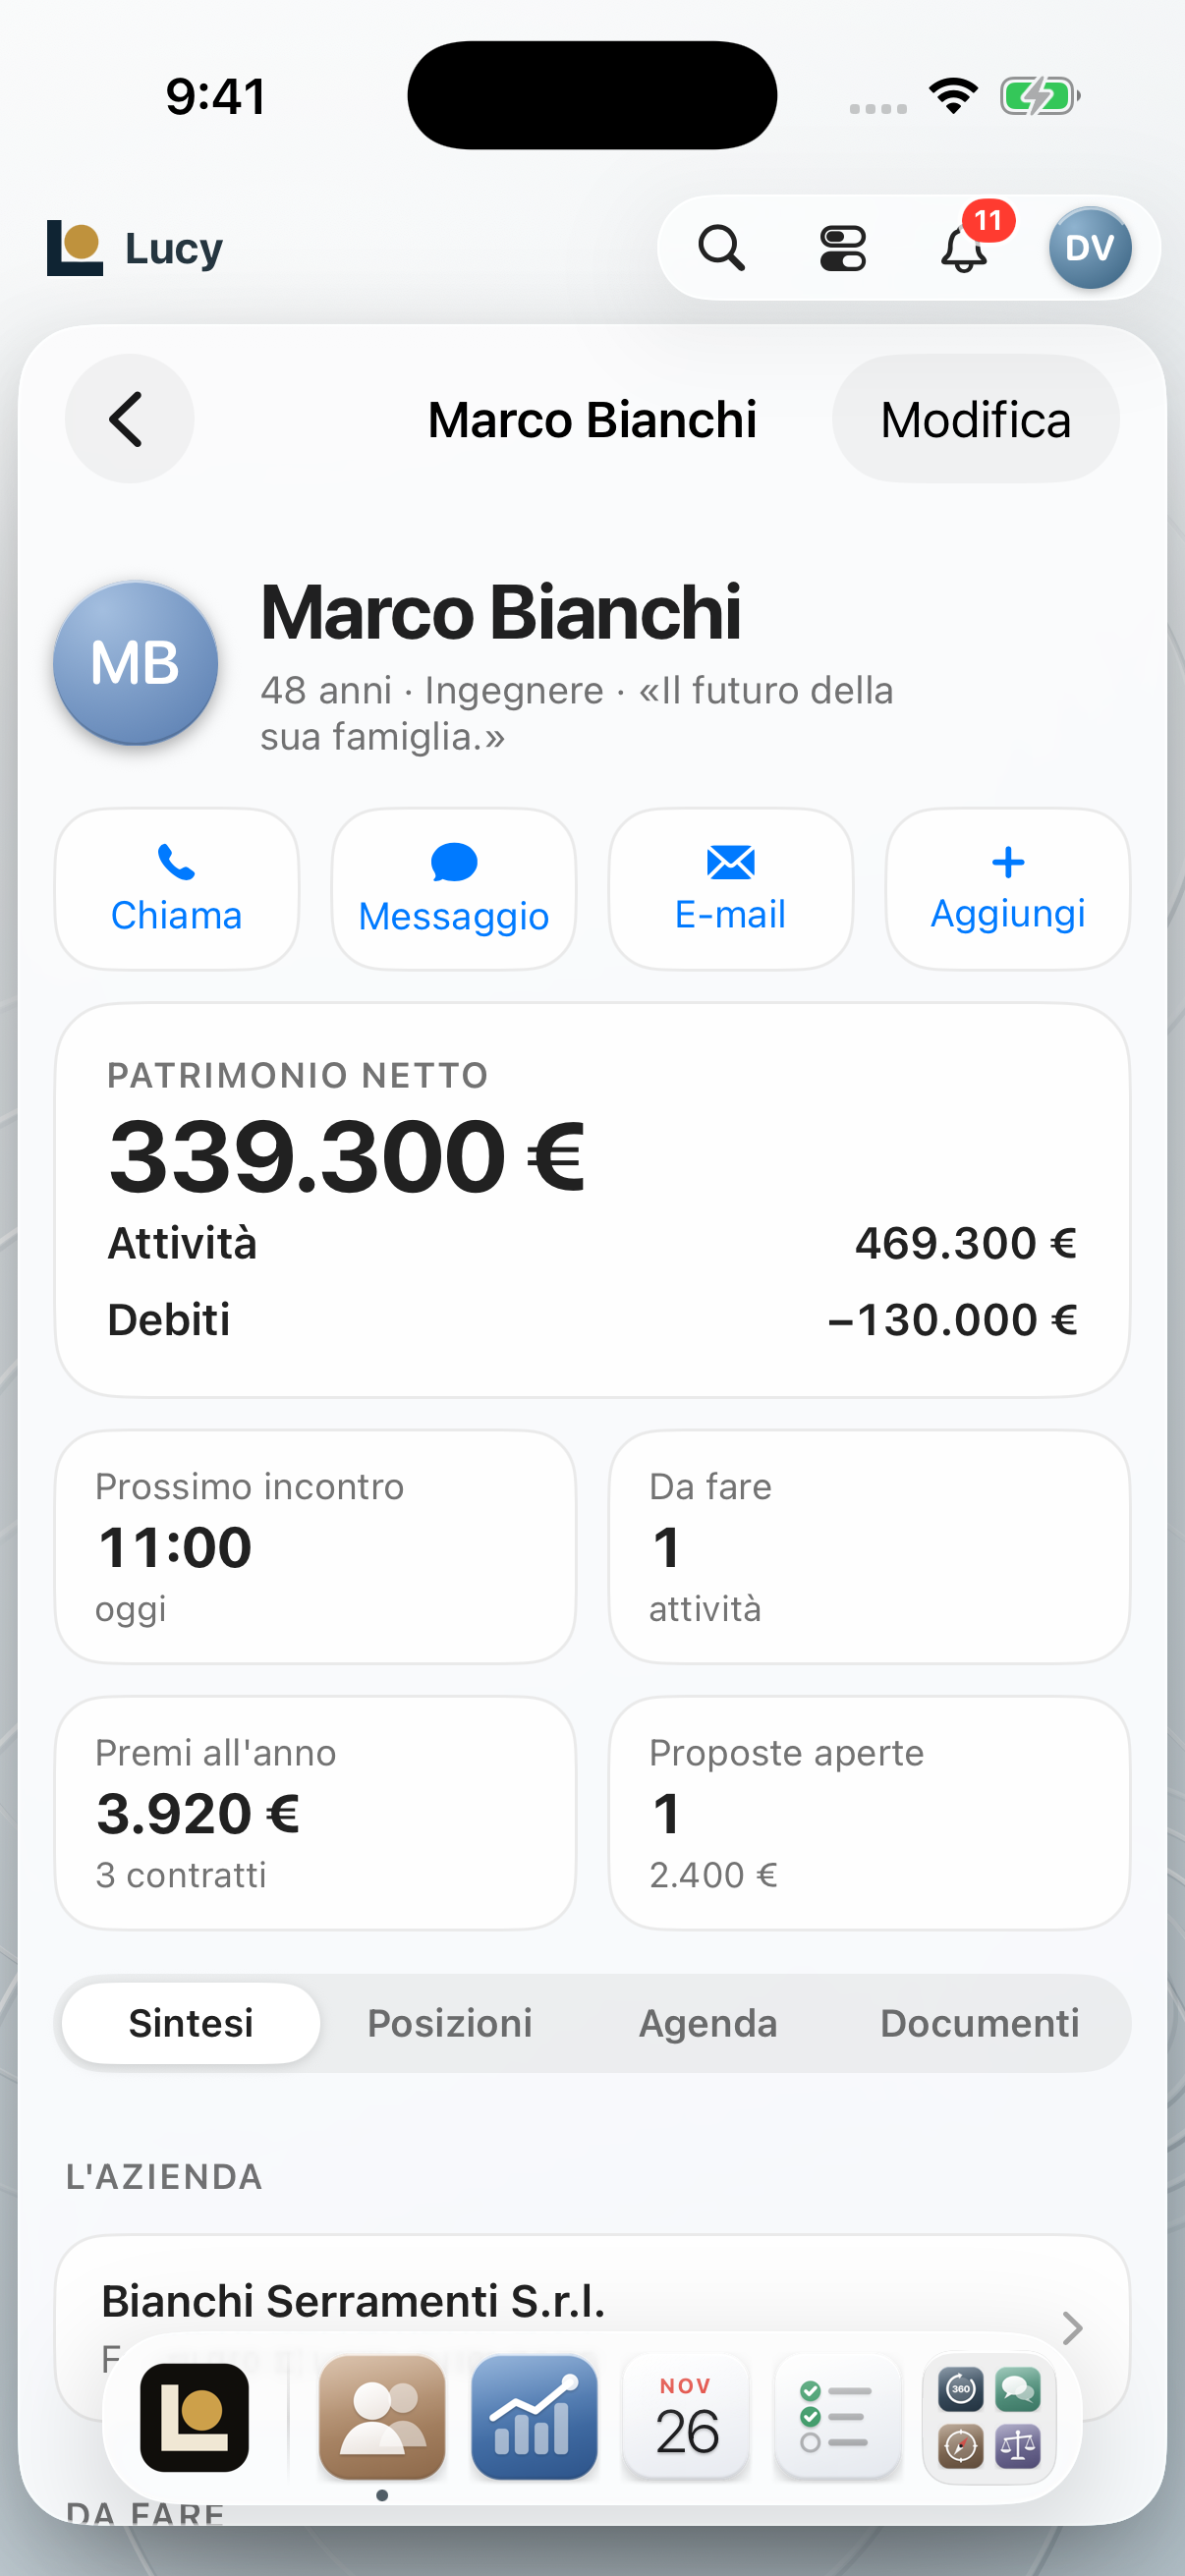 9:41
Lucy
11
DV
Marco Bianchi
Modifica
MB
Marco Bianchi
48 anni · Ingegnere · «Il futuro della
sua famiglia.»
Chiama
Messaggio
E-mail
Aggiungi
PATRIMONIO NETTO
339.300 €
Attività
469.300 €
Debiti
–130.000 €
Prossimo incontro
11:00
oggi
Da fare
1
attività
Premi all'anno
3.920 €
3 contratti
Proposte aperte
1
2.400 €
Sintesi
Posizioni
Agenda
Documenti
L'AZIENDA
Bianchi Serramenti S.r.l.
NOV
26
360
DA FARE